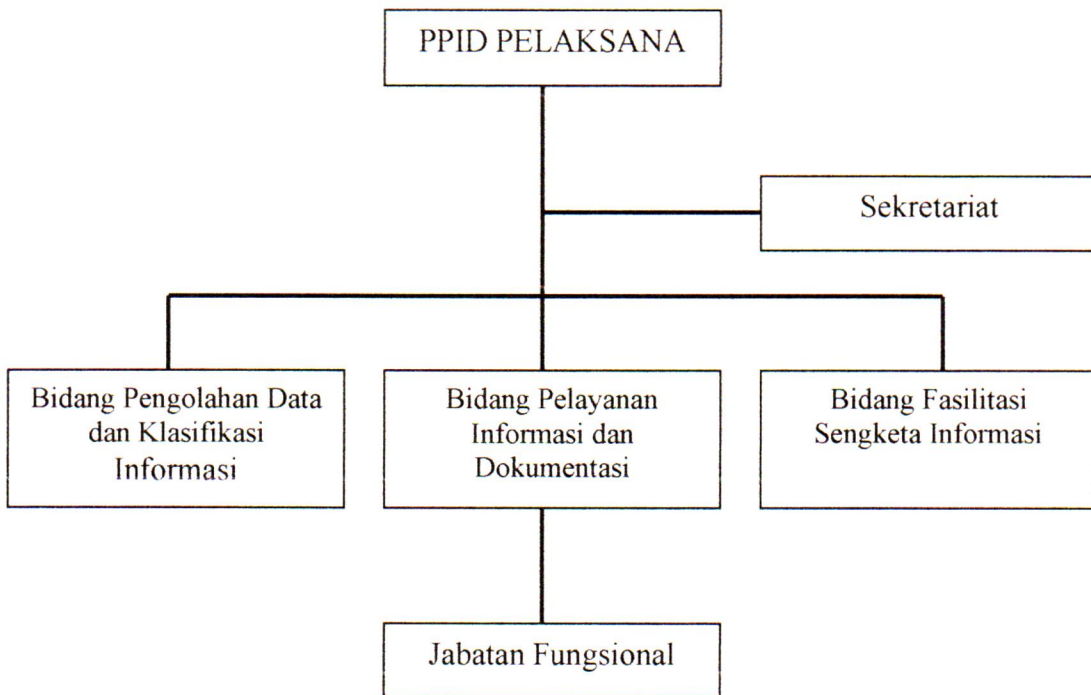 PPID PELAKSANA
Sekretariat
Bidang Pengolahan Data
dan Klasifikasi
Informasi
Bidang Pelayanan
Informasi dan
Dokumentasi
Bidang Fasilitasi
Sengketa Informasi
Jabatan Fungsional